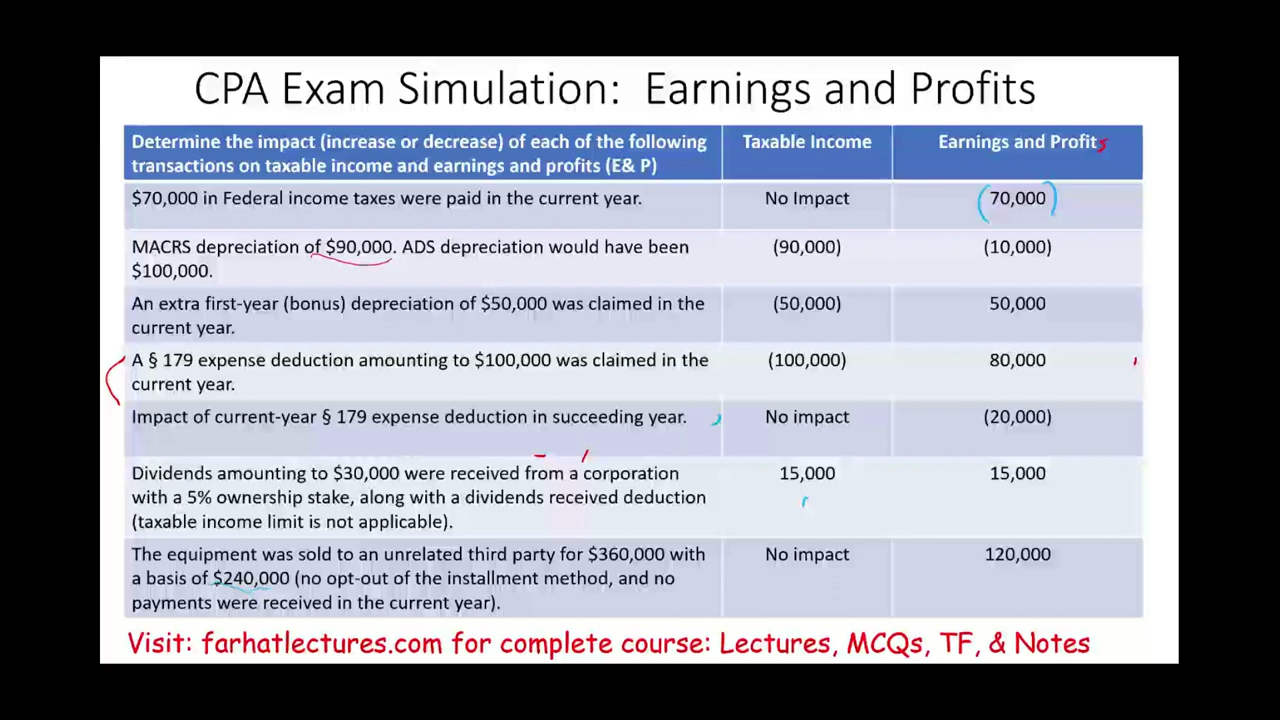 CPA Exam Simulation: Earnings and Profits
Determine the impact (increase or decrease) of each of the following
transactions on taxable income and earnings and profits (E& P)
Taxable Income
Earnings and Profits
$70,000 in Federal income taxes were paid in the current year.
No Impact
(70,000)
MACRS depreciation of $90,000. ADS depreciation would have been
$100,000.
(90,000)
(10,000)
An extra first-year (bonus) depreciation of $50,000 was claimed in the
current year.
(50,000)
50,000
A § 179 expense deduction amounting to $100,000 was claimed in the
current year.
(100,000)
80,000
Impact of current-year § 179 expense deduction in succeeding year.
No impact
(20,000)
Dividends amounting to $30,000 were received from a corporation
with a 5% ownership stake, along with a dividends received deduction
(taxable income limit is not applicable).
15,000
15,000
The equipment was sold to an unrelated third party for $360,000 with
a basis of $240,000 (no opt-out of the installment method, and no
payments were received in the current year).
No impact
120,000
Visit: farhatlectures.com for complete course: Lectures, MCQs, TF, & Notes